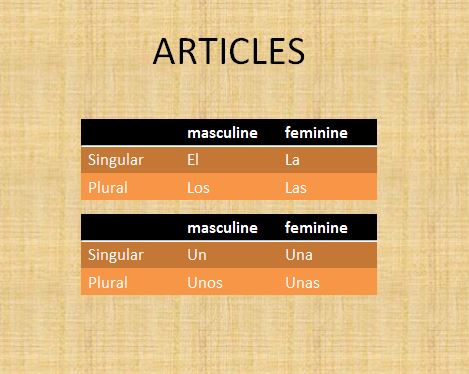 ARTICLES
masculine feminine
Singular El La
Plural Los Las
masculine feminine
Singular Un Una
Plural Unos Unas